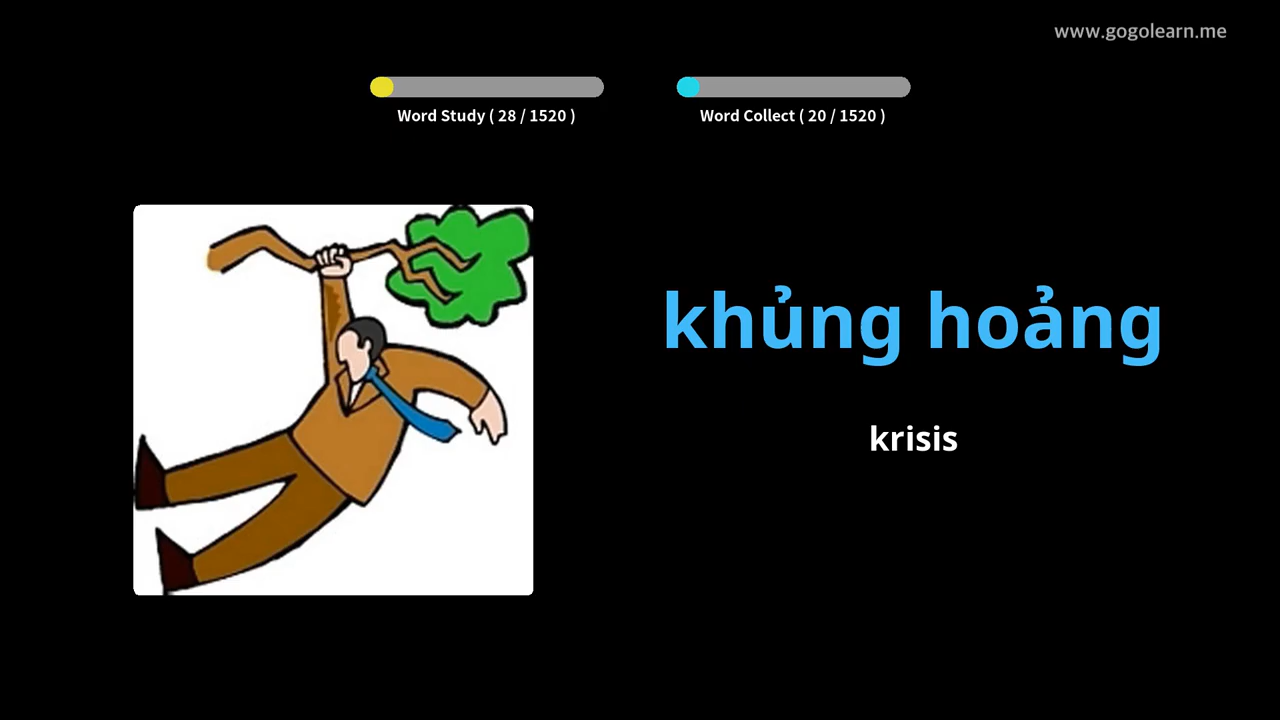 www.gogolearn.me
Word Study ( 28 / 1520 )
Word Collect ( 20 / 1520 )
khủng hoảng
krisis